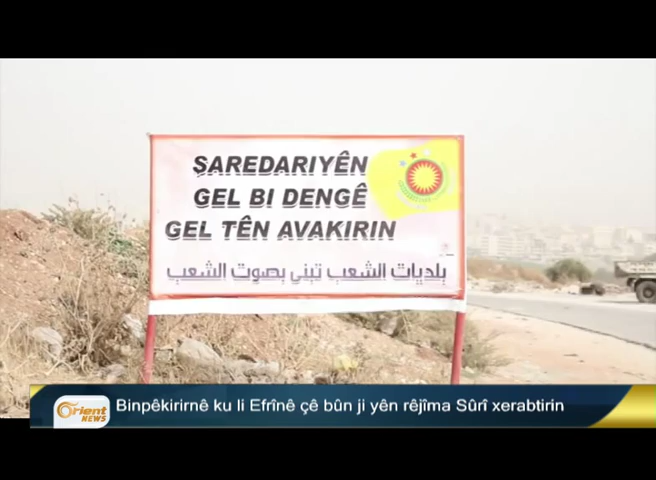 ŞAREDARIYÊN
GEL BI DENGÊ
GEL TÊN AVAKIRIN
بلديات الشعب تبنى بصوت الشعب
Orient NEWS
Binpêkirirnê ku li Efrînê çê bûn ji yên rêjîma Sûrî xerabtirin